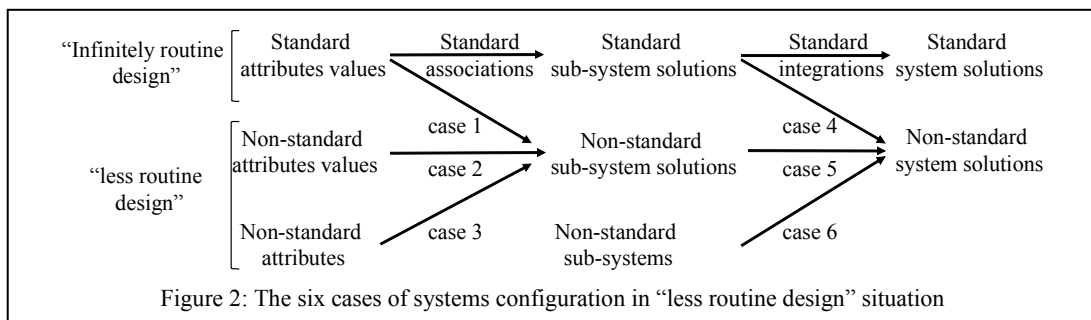 “Infinitely routine
design”
Standard
attributes values
Standard
associations
Standard
sub-system solutions
Standard
integrations
Standard
system solutions
“less routine
design”
Non-standard
attributes values
case 1
case 2
Non-standard
sub-system solutions
case 4
case 5
Non-standard
system solutions
Non-standard
attributes
case 3
Non-standard
sub-systems
case 6
Figure 2: The six cases of systems configuration in “less routine design” situation